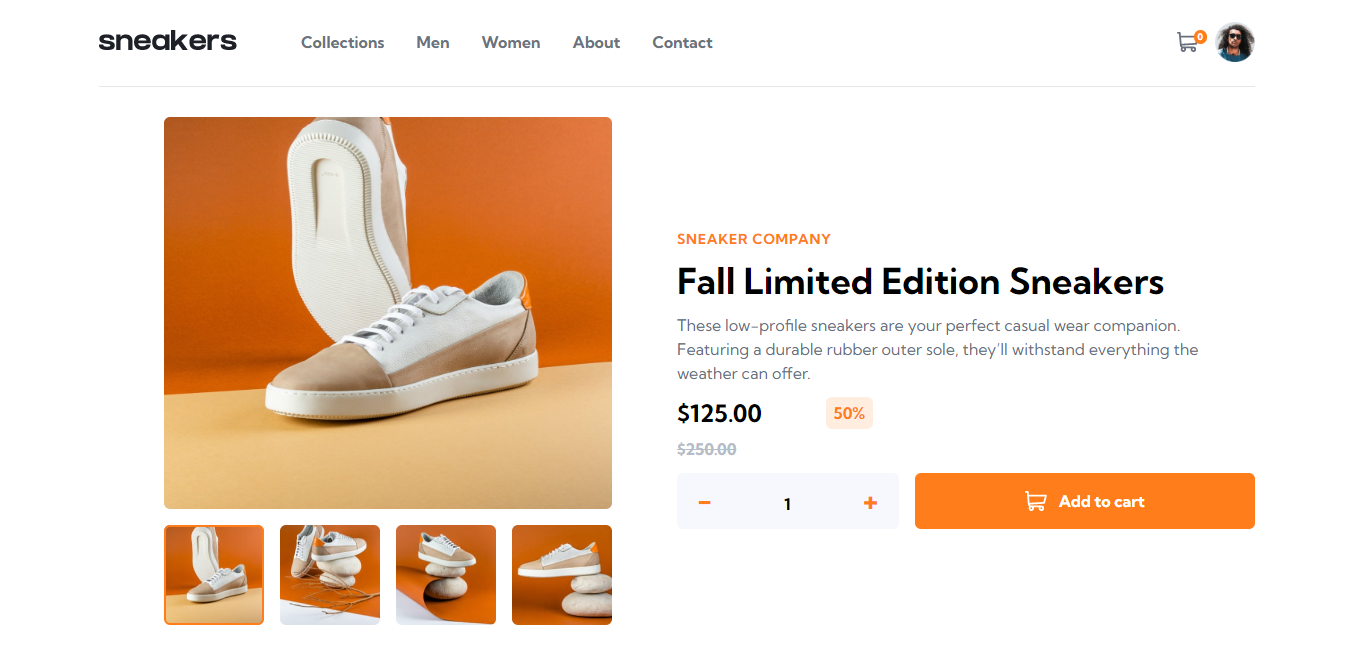 sneakers
Collections Men Women About Contact
0
SNEAKER COMPANY
Fall Limited Edition Sneakers
These low-profile sneakers are your perfect casual wear companion.
Featuring a durable rubber outer sole, they’ll withstand everything the
weather can offer.
$125.00 50%
$250.00
− 1 +
Add to cart